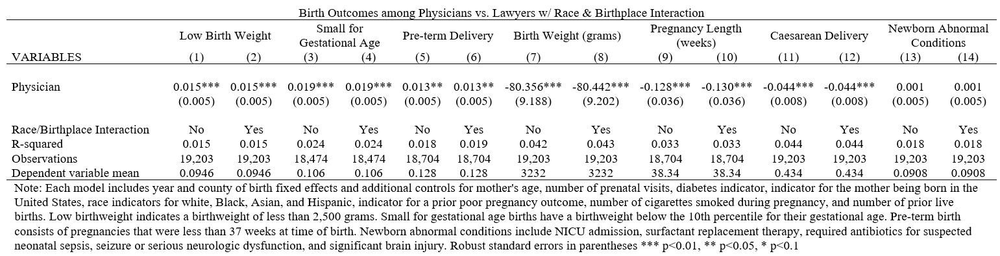 Birth Outcomes among Physicians vs. Lawyers w/ Race & Birthplace Interaction
Low Birth Weight Small for Gestational Age Pre-term Delivery Birth Weight (grams) Pregnancy Length (weeks) Caesarean Delivery Newborn Abnormal Conditions
VARIABLES (1) (2) (3) (4) (5) (6) (7) (8) (9) (10) (11) (12) (13) (14)
Physician 0.015*** 0.015*** 0.019*** 0.019*** 0.013** 0.013** -80.356*** -80.442*** -0.128*** -0.130*** -0.044*** -0.044*** 0.001 0.001
(0.005) (0.005) (0.005) (0.005) (0.005) (0.005) (9.188) (9.202) (0.036) (0.036) (0.008) (0.008) (0.005) (0.005)
Race/Birthplace Interaction No Yes No Yes No Yes No Yes No Yes No Yes No Yes
R-squared 0.015 0.015 0.024 0.024 0.018 0.019 0.042 0.043 0.033 0.033 0.044 0.044 0.018 0.018
Observations 19,203 19,203 18,474 18,474 18,704 18,704 19,203 19,203 18,704 18,704 19,203 19,203 19,203 19,203
Dependent variable mean 0.0946 0.0946 0.106 0.106 0.128 0.128 3232 3232 38.34 38.34 0.434 0.434 0.0908 0.0908
Note: Each model includes year and county of birth fixed effects and additional controls for mother's age, number of prenatal visits, diabetes indicator, indicator for the mother being born in the
United States, race indicators for white, Black, Asian, and Hispanic, indicator for a prior poor pregnancy outcome, number of cigarettes smoked during pregnancy, and number of prior live
births. Low birthweight indicates a birthweight of less than 2,500 grams. Small for gestational age births have a birthweight below the 10th percentile for their gestational age. Pre-term birth
consists of pregnancies that were less than 37 weeks at time of birth. Newborn abnormal conditions include NICU admission, surfactant replacement therapy, required antibiotics for suspected
neonatal sepsis, seizure or serious neurologic dysfunction, and significant brain injury. Robust standard errors in parentheses *** p<0.01, ** p<0.05, * p<0.1